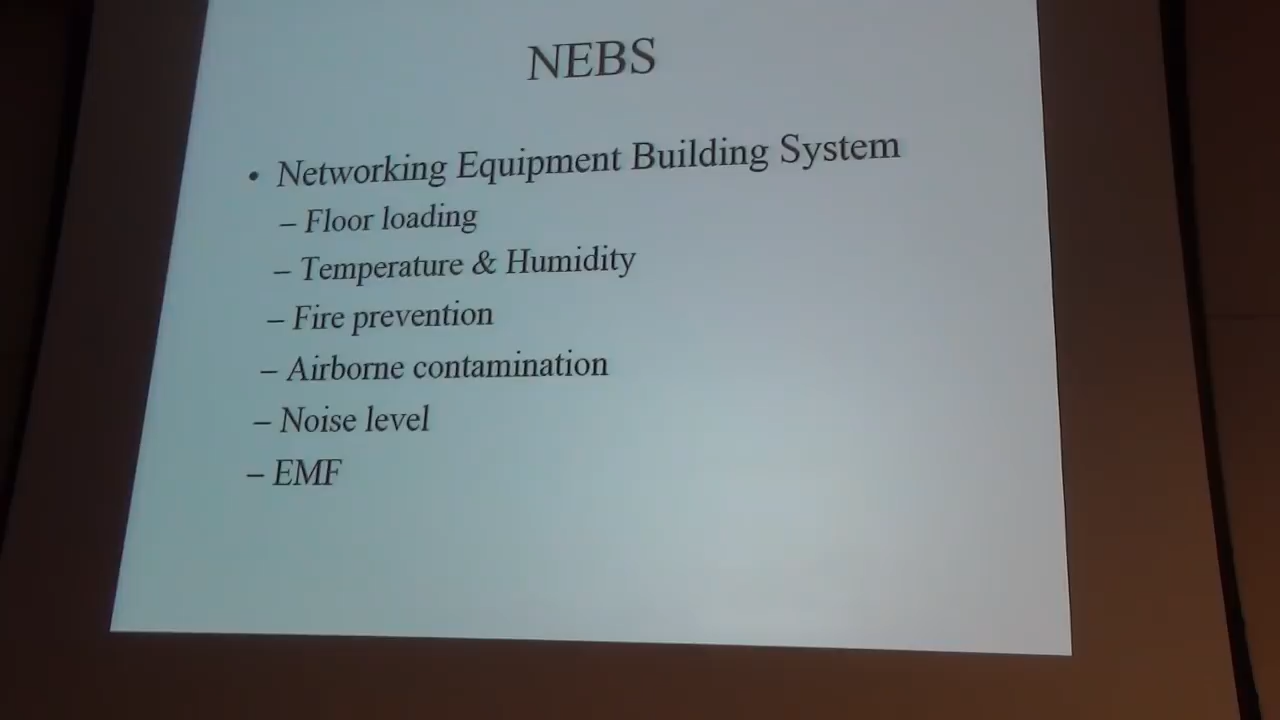 NEBS
• Networking Equipment Building System
– Floor loading
– Temperature & Humidity
– Fire prevention
– Airborne contamination
– Noise level
– EMF